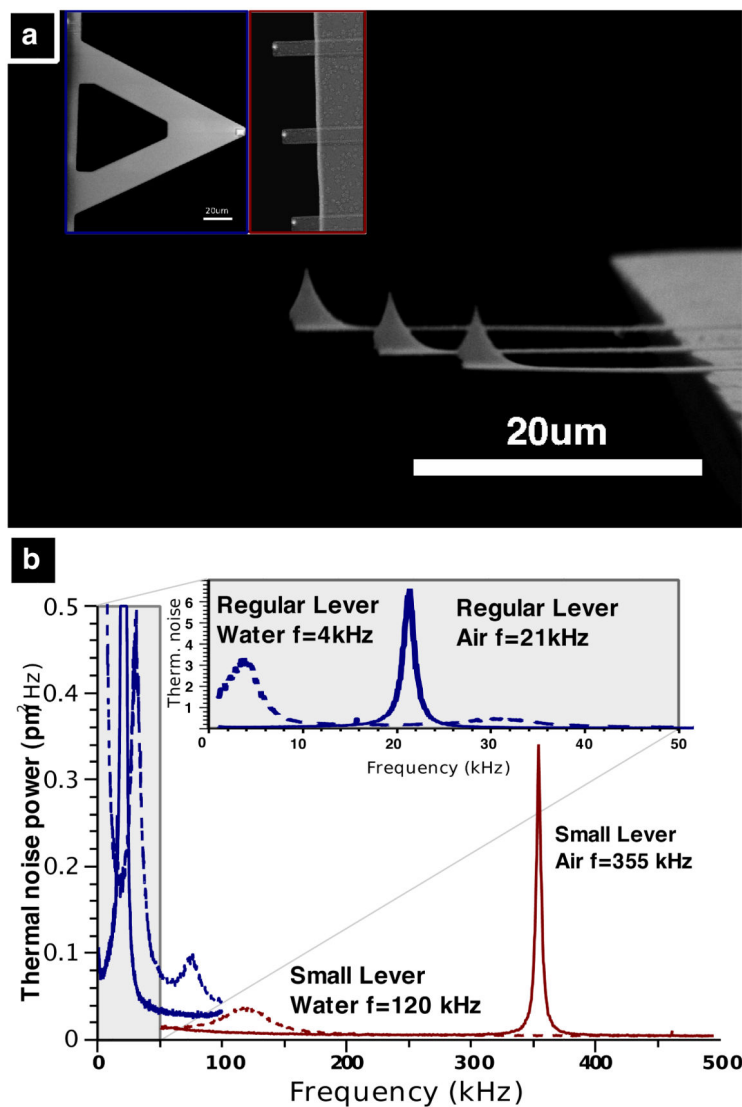 a
20um
20um
b
Regular Lever
Water f=4kHz
Regular Lever
Air f=21kHz
Therm. noise
6
5
4
3
2
1
0
10
20
30
40
50
Frequency (kHz)
Thermal noise power (pm²/Hz)
0.5
0.4
0.3
0.2
0.1
0
Small Lever
Air f=355 kHz
Small Lever
Water f=120 kHz
0
100
200
300
400
500
Frequency (kHz)